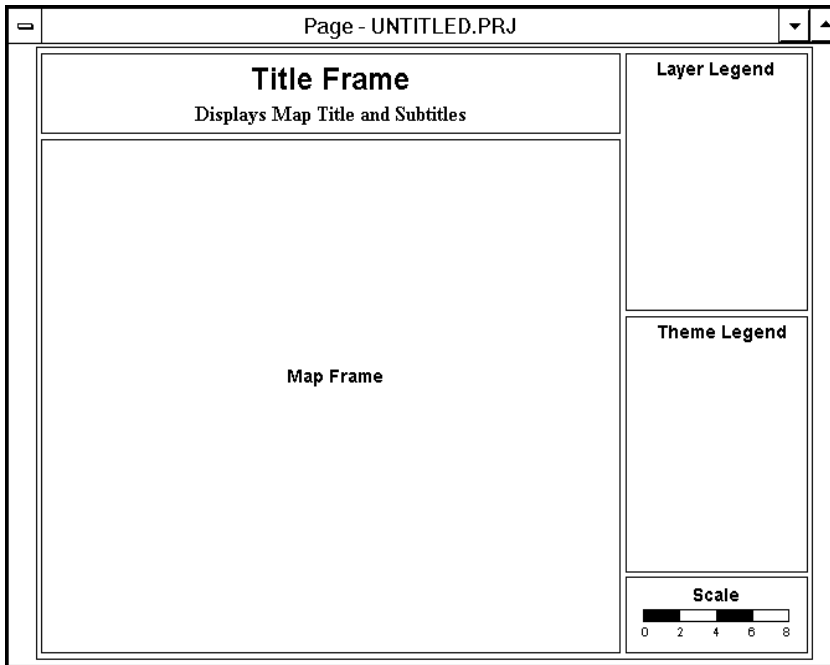 Page - UNTITLED.PRJ
Title Frame
Displays Map Title and Subtitles
Layer Legend
Map Frame
Theme Legend
Scale
0 2 4 6 8